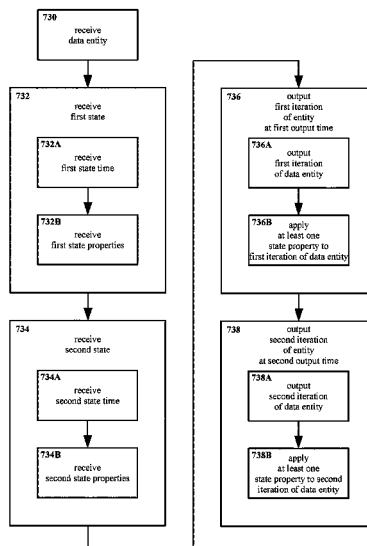 730
receive
data entity
732
receive
first state
732A
receive
first state time
732B
receive
first state properties
734
receive
second state
734A
receive
second state time
734B
receive
second state properties
736
output
first iteration
of entity
at first output time
736A
output
first iteration
of data entity
736B apply
at least one
state property to
first iteration of data entity
738
output
second iteration
of entity
at second output time
738A
output
second iteration
of data entity
738B apply
at least one
state property to second
iteration of data entity